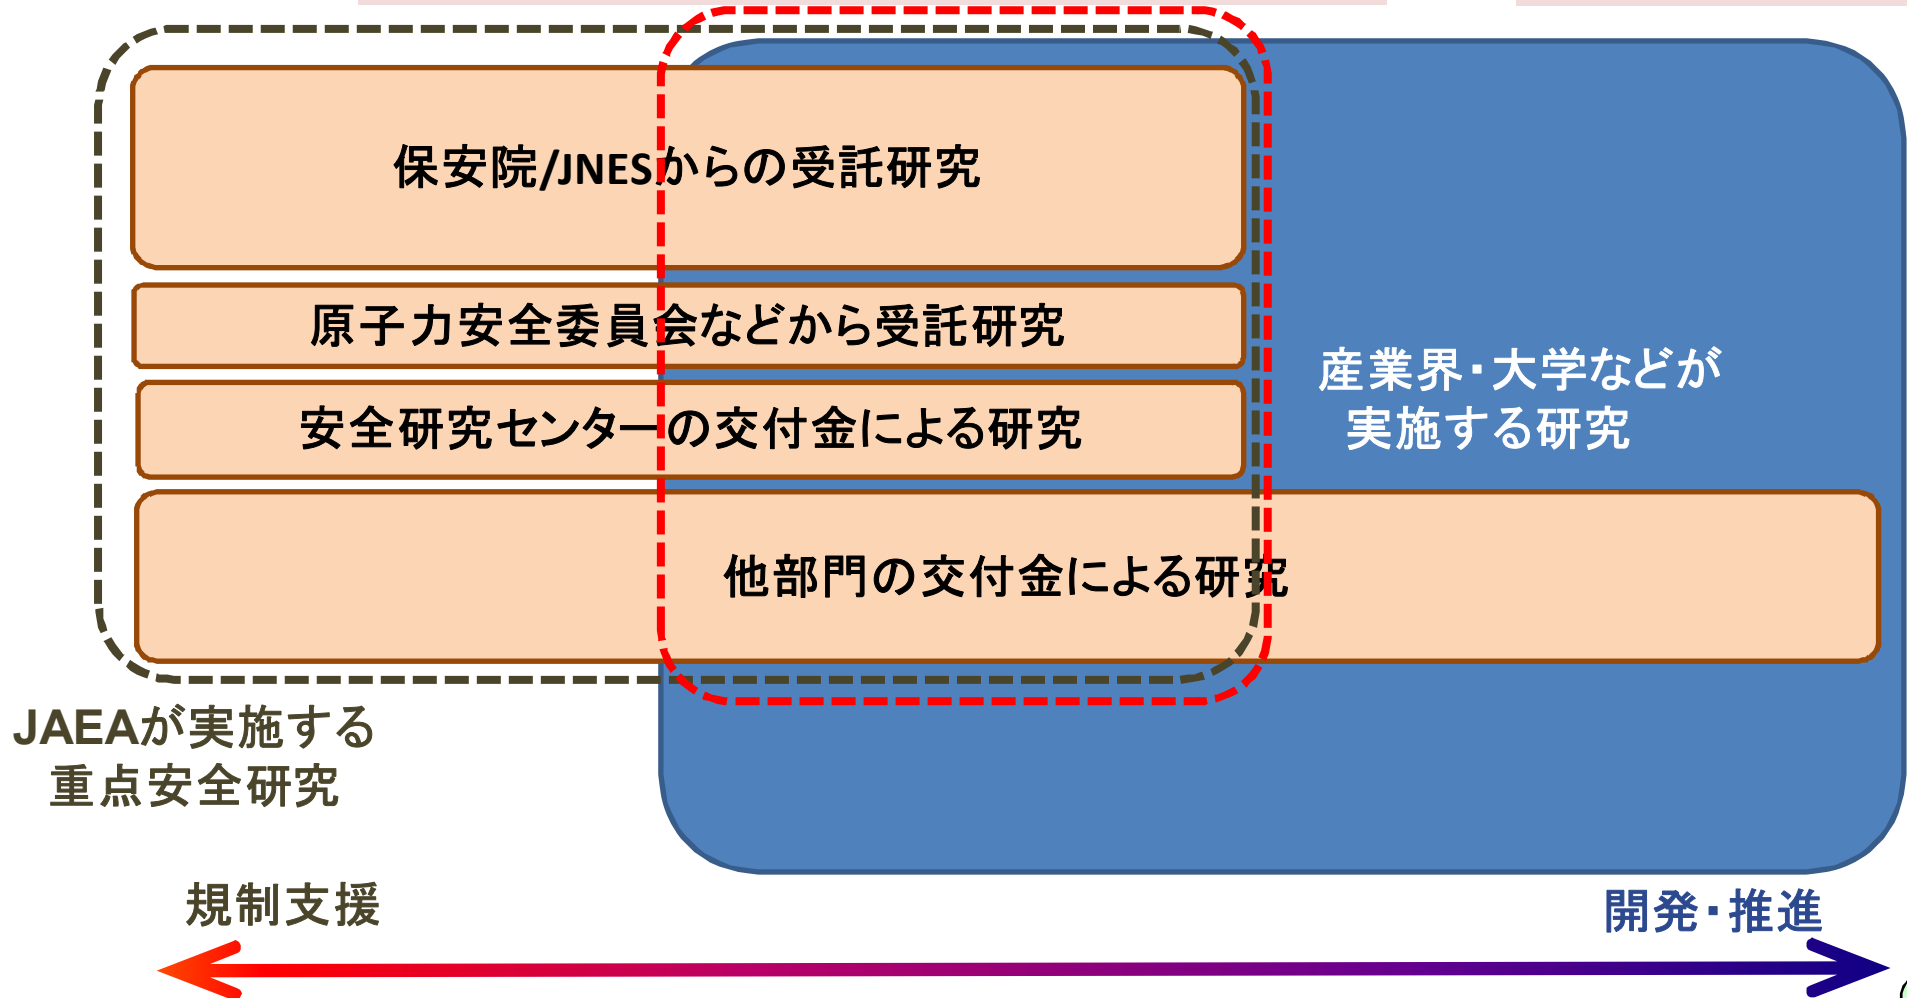 保安院/JNESからの受託研究
原子力安全委員会などから受託研究
安全研究センターの交付金による研究
他部門の交付金による研究
産業界・大学などが
実施する研究
JAEAが実施する
重点安全研究
規制支援
開発・推進